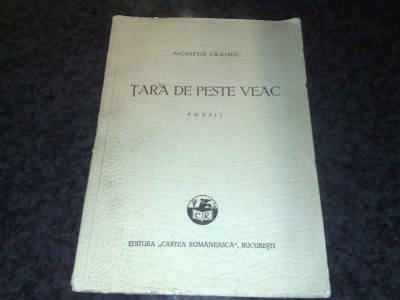 NICHIFOR CRAINIC
ȚARA DE PESTE VEAC
POESII
C R
EDITURA „CARTEA ROMÂNEASCĂ", BUCUREȘTI